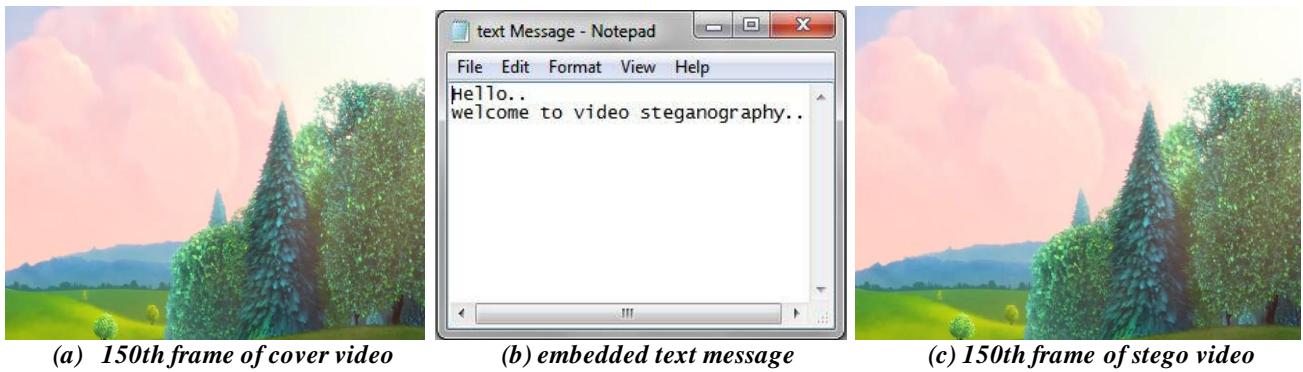 text Message - Notepad
File Edit Format View Help
Hello..
welcome to video steganography..
(a) 150th frame of cover video
(b) embedded text message
(c) 150th frame of stego video